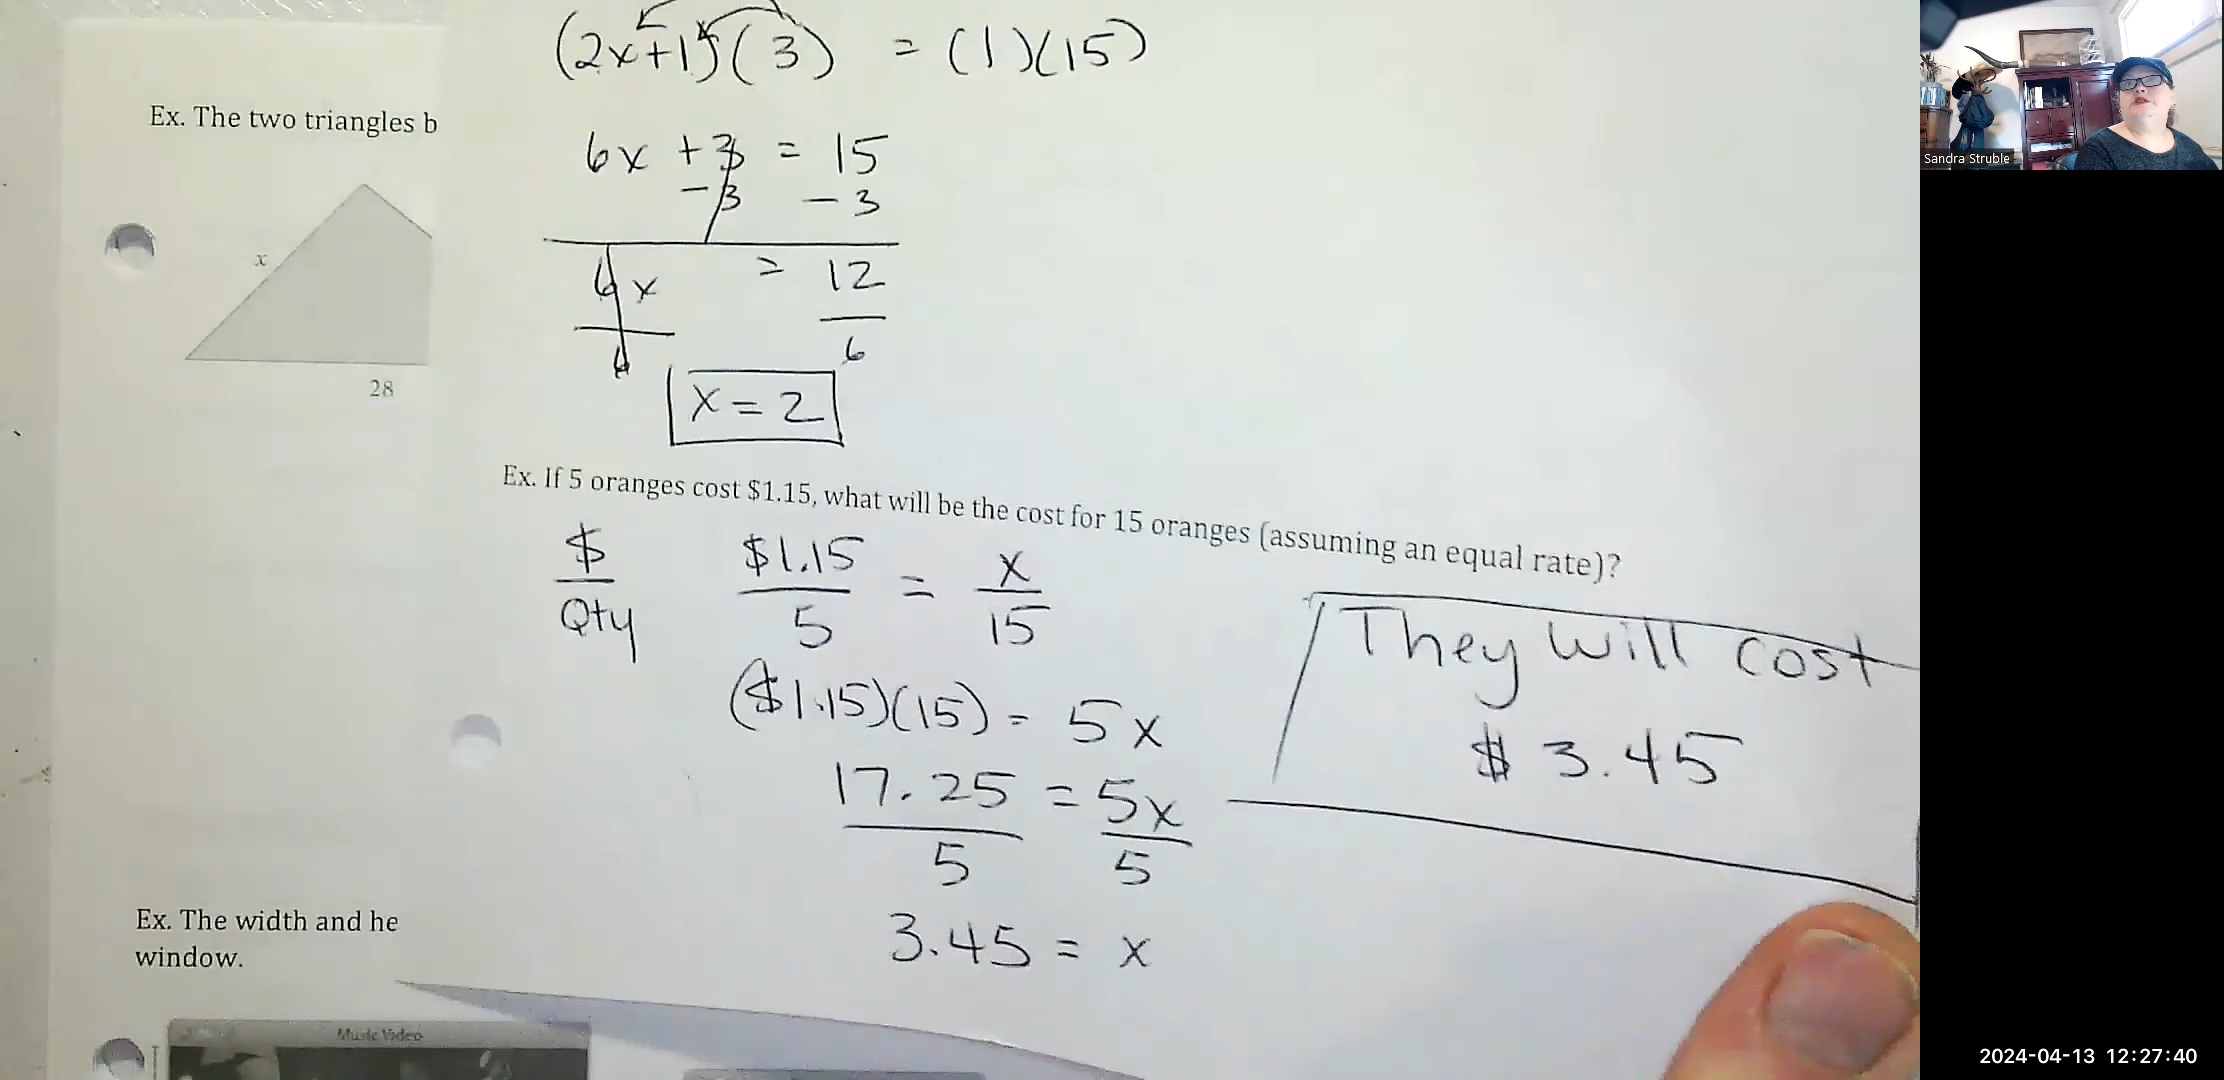 (2x+1)(3) = (1)(15)
Ex. The two triangles b
6x + 3 = 15
- 3 - 3
x
6x = 12
6 6
28
x = 2
Ex. If 5 oranges cost $1.15, what will be the cost for 15 oranges (assuming an equal rate)?
$ $1.15 = x
Qty 5 15
They will cost
$ 3.45
($1.15)(15) = 5x
17.25 = 5x
5 5
3.45 = x
Ex. The width and he
window.
Music Video
Sandra Struble
2024-04-13 12:27:40